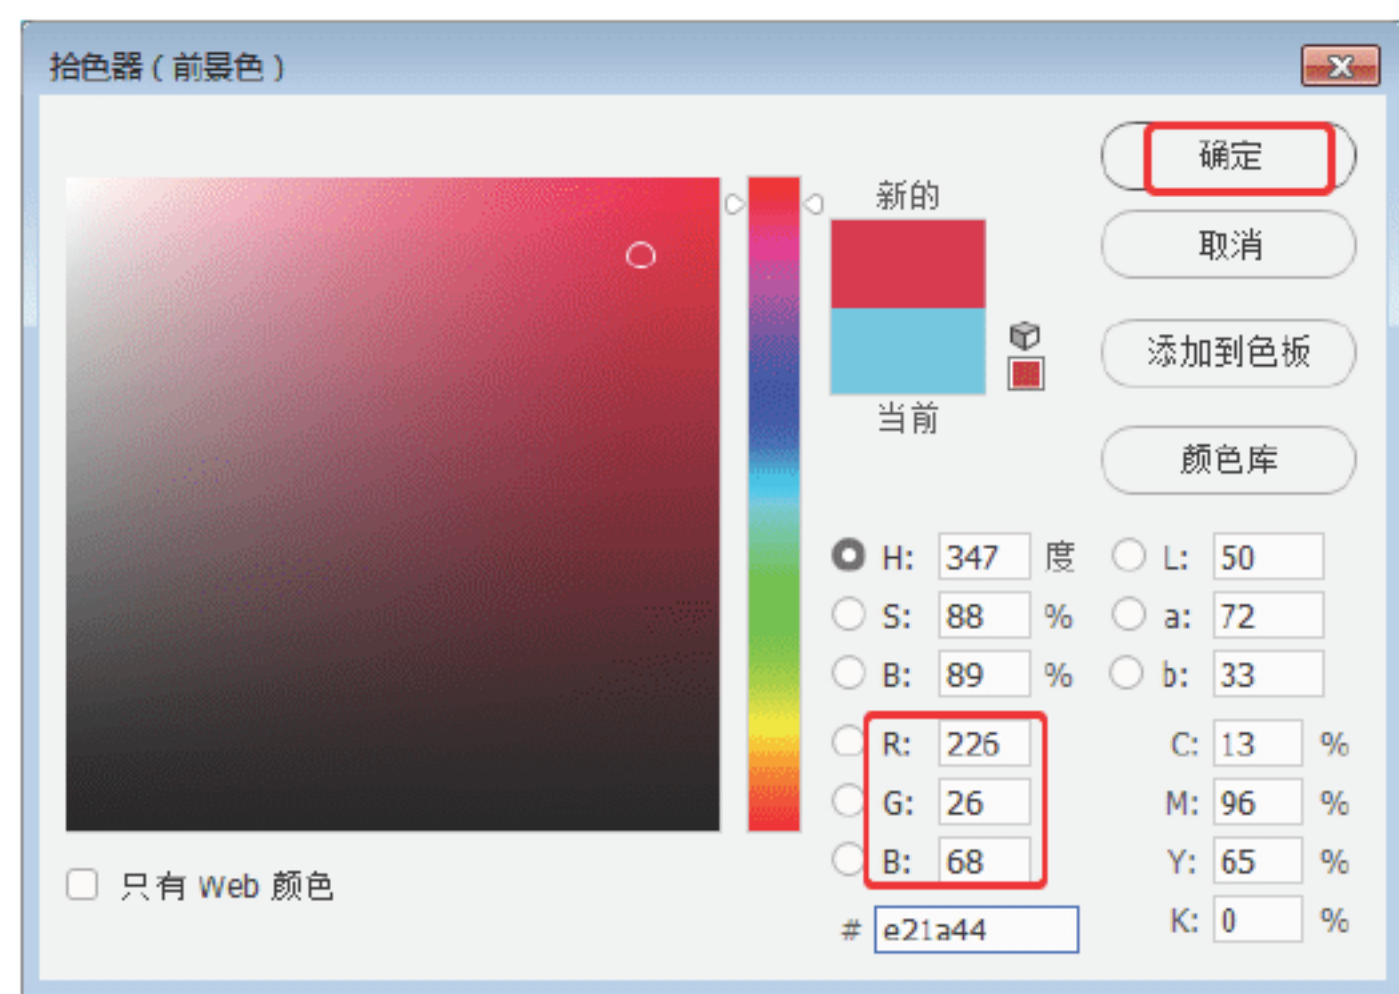 拾色器（前景色）
确定
新的
取消
添加到色板
当前
颜色库
H: 347 度 L: 50
S: 88 % a: 72
B: 89 % b: 33
R: 226 C: 13 %
G: 26 M: 96 %
B: 68 Y: 65 %
只有 Web 颜色
# e21a44 K: 0 %